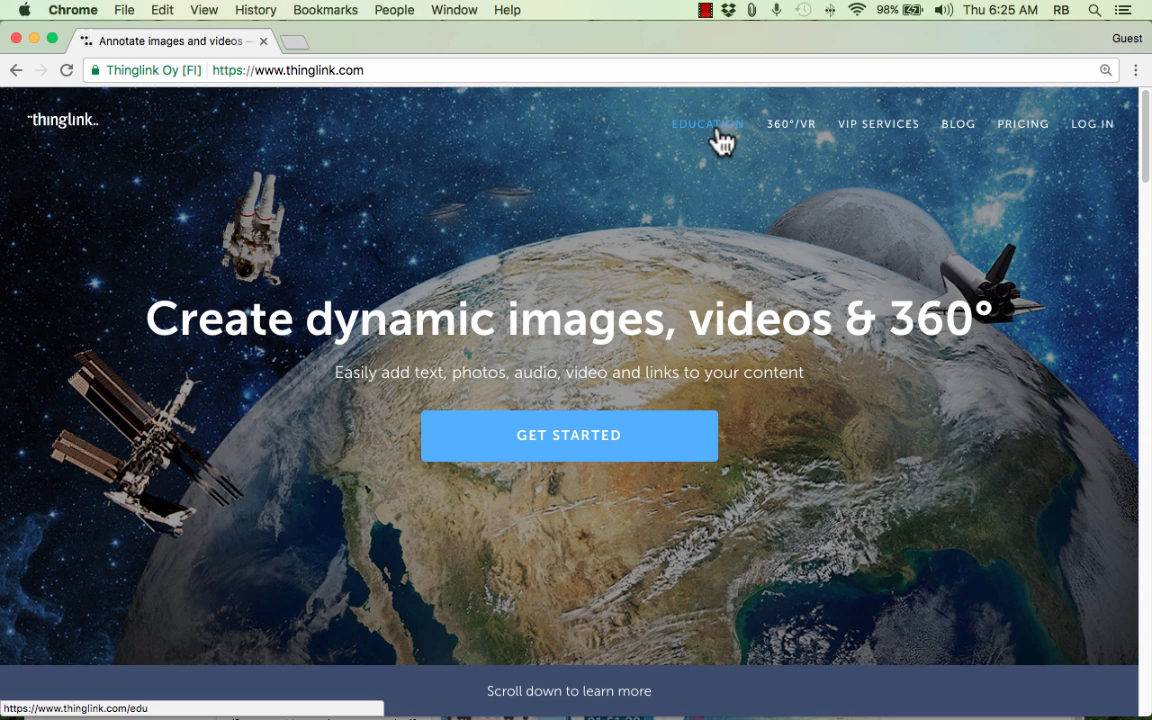 Chrome File Edit View History Bookmarks People Window Help 98% Thu 6:25 AM RB
Annotate images and videos – Guest
Thinglink Oy [FI] https://www.thinglink.com
thinglink.. EDUCATION 360°/VR VIP SERVICES BLOG PRICING LOG IN
Create dynamic images, videos & 360°
Easily add text, photos, audio, video and links to your content
GET STARTED
Scroll down to learn more
https://www.thinglink.com/edu